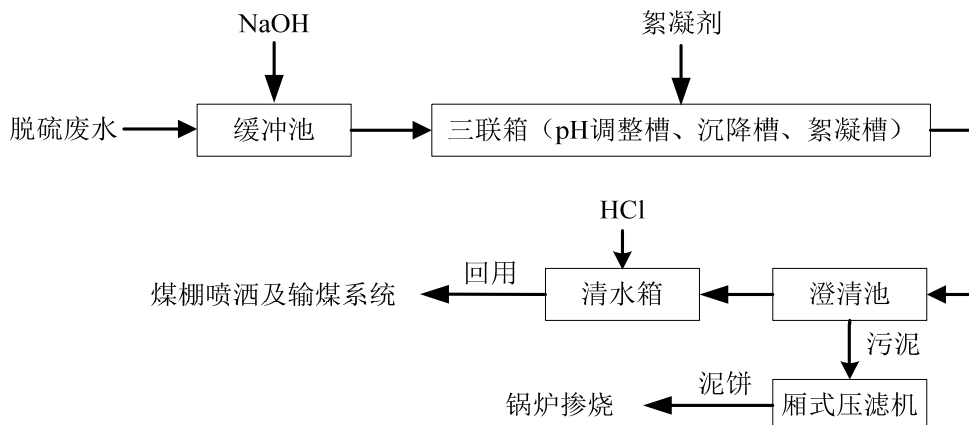 NaOH
絮凝剂
脱硫废水
缓冲池
三联箱（pH调整槽、沉降槽、絮凝槽）
HCl
煤棚喷洒及输煤系统
回用
清水箱
澄清池
污泥
锅炉掺烧
泥饼
厢式压滤机